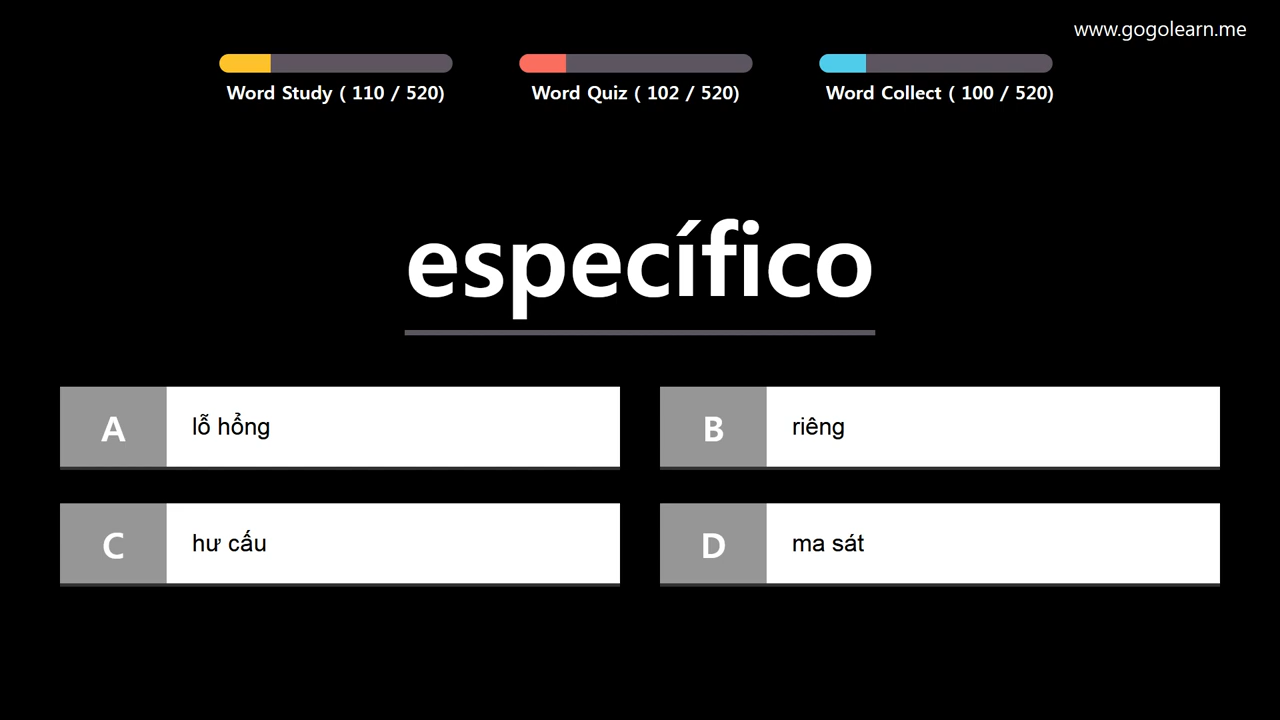 www.gogolearn.me
Word Study ( 110 / 520)
Word Quiz ( 102 / 520)
Word Collect ( 100 / 520)
específico
A
lỗ hổng
B
riêng
C
hư cấu
D
ma sát